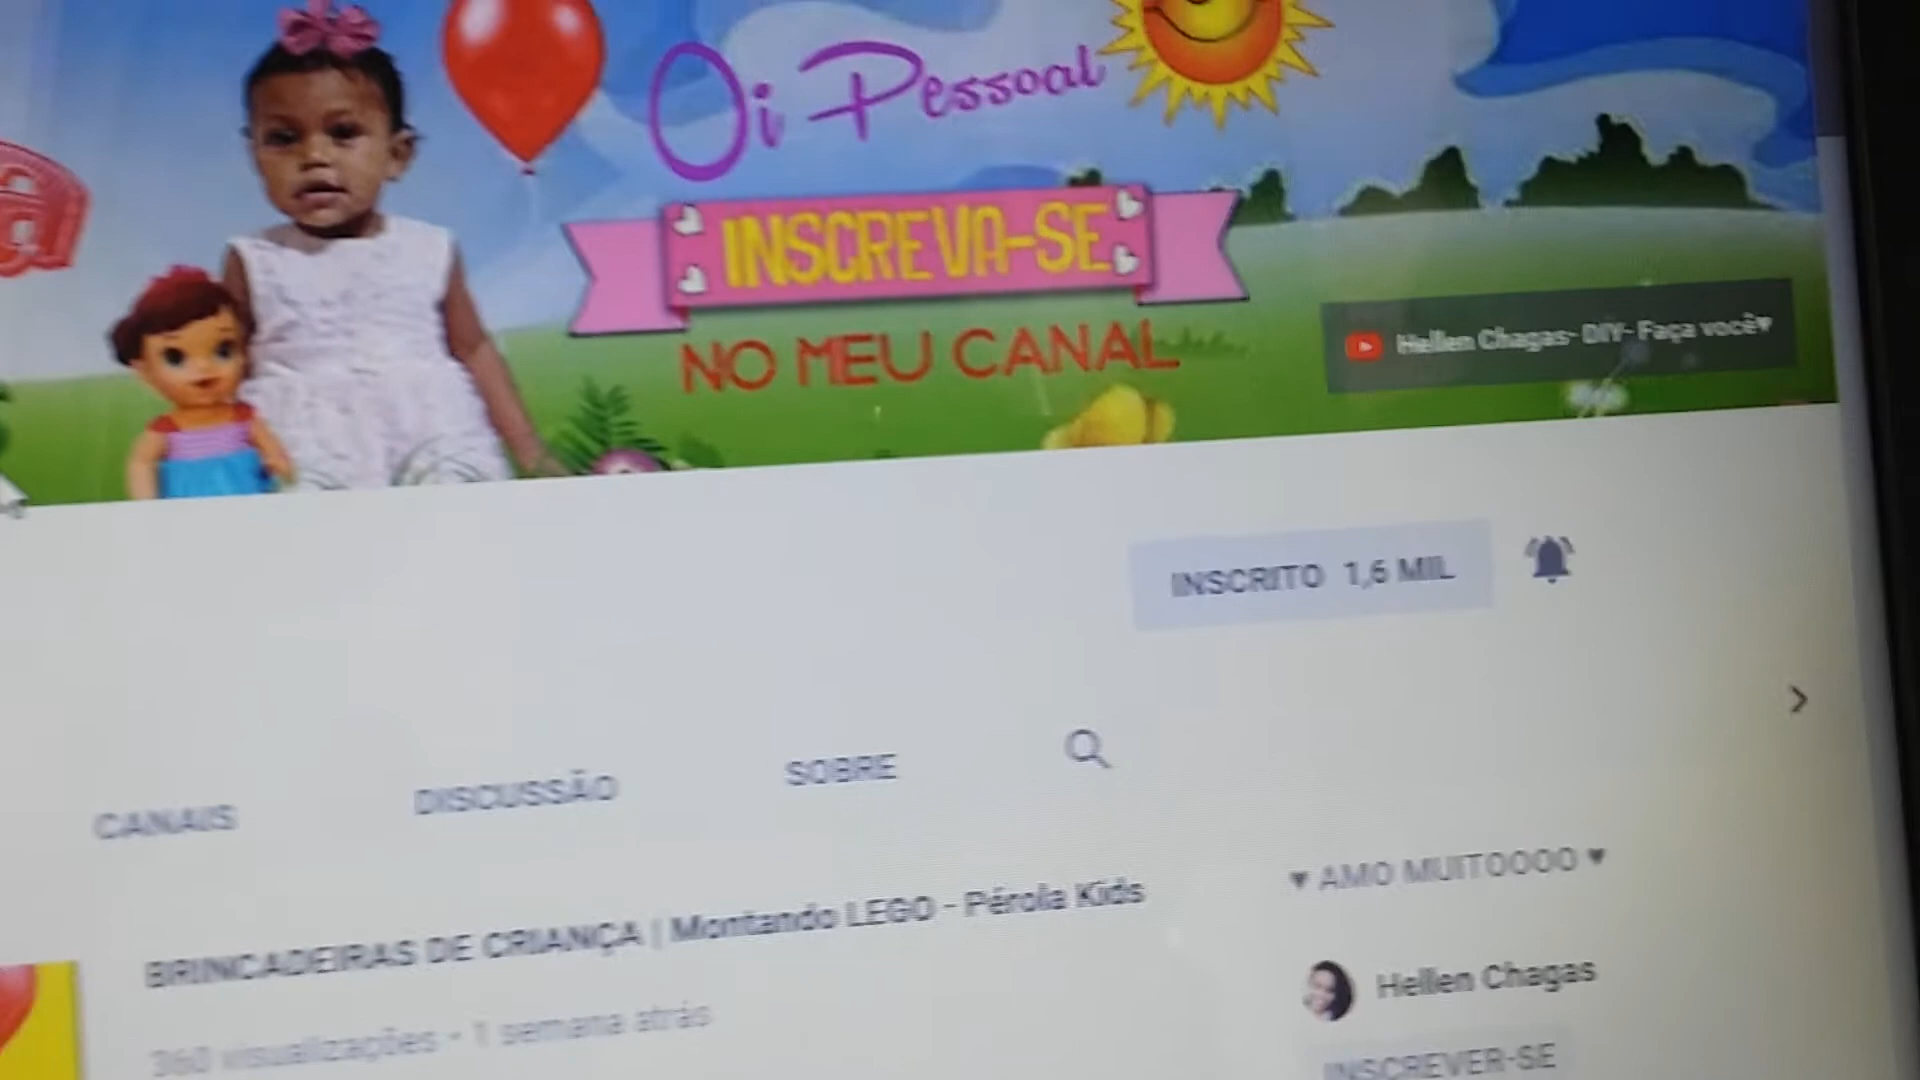 Oi Pessoal
INSCREVA-SE
NO MEU CANAL
Hellen Chagas- DIY- Faça você♥
INSCRITO 1,6 MIL
CANAIS
DISCUSSÃO
SOBRE
BRINCADEIRAS DE CRIANÇA | Montando LEGO - Pérola Kids
360 visualizações • 1 semana atrás
♥ AMO MUITOOOO ♥
Hellen Chagas
INSCREVER-SE